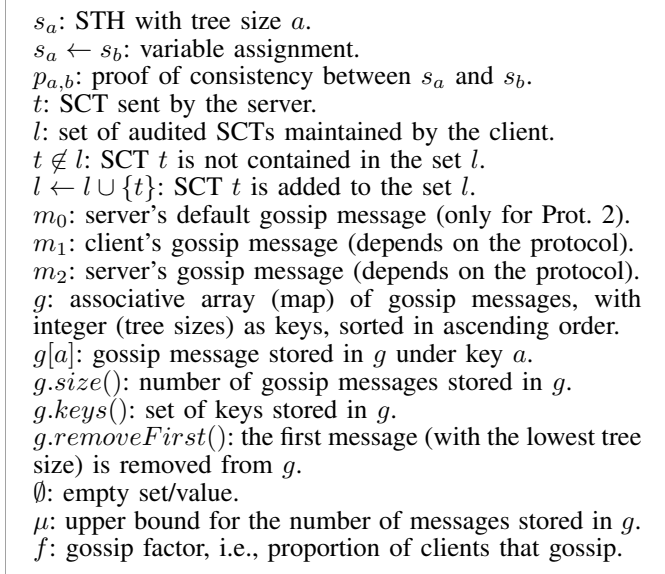 s_a: STH with tree size a.
s_a ← s_b: variable assignment.
p_{a,b}: proof of consistency between s_a and s_b.
t: SCT sent by the server.
l: set of audited SCTs maintained by the client.
t ∉ l: SCT t is not contained in the set l.
l ← l ∪ {t}: SCT t is added to the set l.
m_0: server's default gossip message (only for Prot. 2).
m_1: client's gossip message (depends on the protocol).
m_2: server's gossip message (depends on the protocol).
g: associative array (map) of gossip messages, with
integer (tree sizes) as keys, sorted in ascending order.
g[a]: gossip message stored in g under key a.
g.size(): number of gossip messages stored in g.
g.keys(): set of keys stored in g.
g.removeFirst(): the first message (with the lowest tree
size) is removed from g.
∅: empty set/value.
μ: upper bound for the number of messages stored in g.
f: gossip factor, i.e., proportion of clients that gossip.